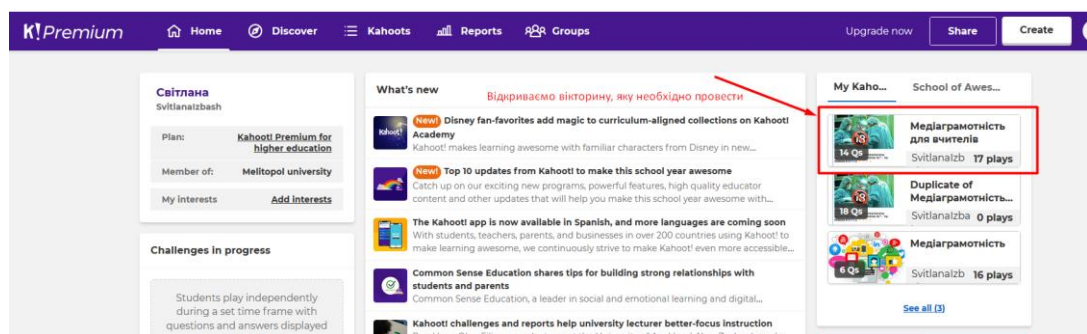 K!Premium
Home
Discover
Kahoots
Reports
Groups
Upgrade now
Share
Create
Світлана
SvitlanaIzbash
Plan:
Kahoot! Premium for
higher education
Member of:
Melitopol university
My interests
Add interests
Challenges in progress
Students play independently
during a set time frame with
questions and answers displayed
What's new
Відкриваємо вікторину, яку необхідно провести
Kahoot!
New! Disney fan-favorites add magic to curriculum-aligned collections on Kahoot!
Academy
Kahoot! makes learning awesome with familiar characters from Disney in new...
New! Top 10 updates from Kahoot! to make this school year awesome
Catch up on our exciting new programs, powerful features, high quality educator
content and other updates that will help you make this school year awesome with...
The Kahoot! app is now available in Spanish, and more languages are coming soon
With students, teachers, parents, and businesses in over 200 countries using Kahoot! to
make learning awesome, we continuously strive to make Kahoot! even more accessible...
Common Sense Education shares tips for building strong relationships with
students and parents
Common Sense Education, a leader in social and emotional learning and digital...
Kahoot! challenges and reports help university lecturer better-focus instruction
My Kaho...
School of Awes...
14 Qs
Медіаграмотність
для вчителів
SvitlanaIzb 17 plays
18 Qs
Duplicate of
Медіаграмотність...
SvitlanaIzba 0 plays
6 Qs
Медіаграмотність
SvitlanaIzb 16 plays
See all (3)